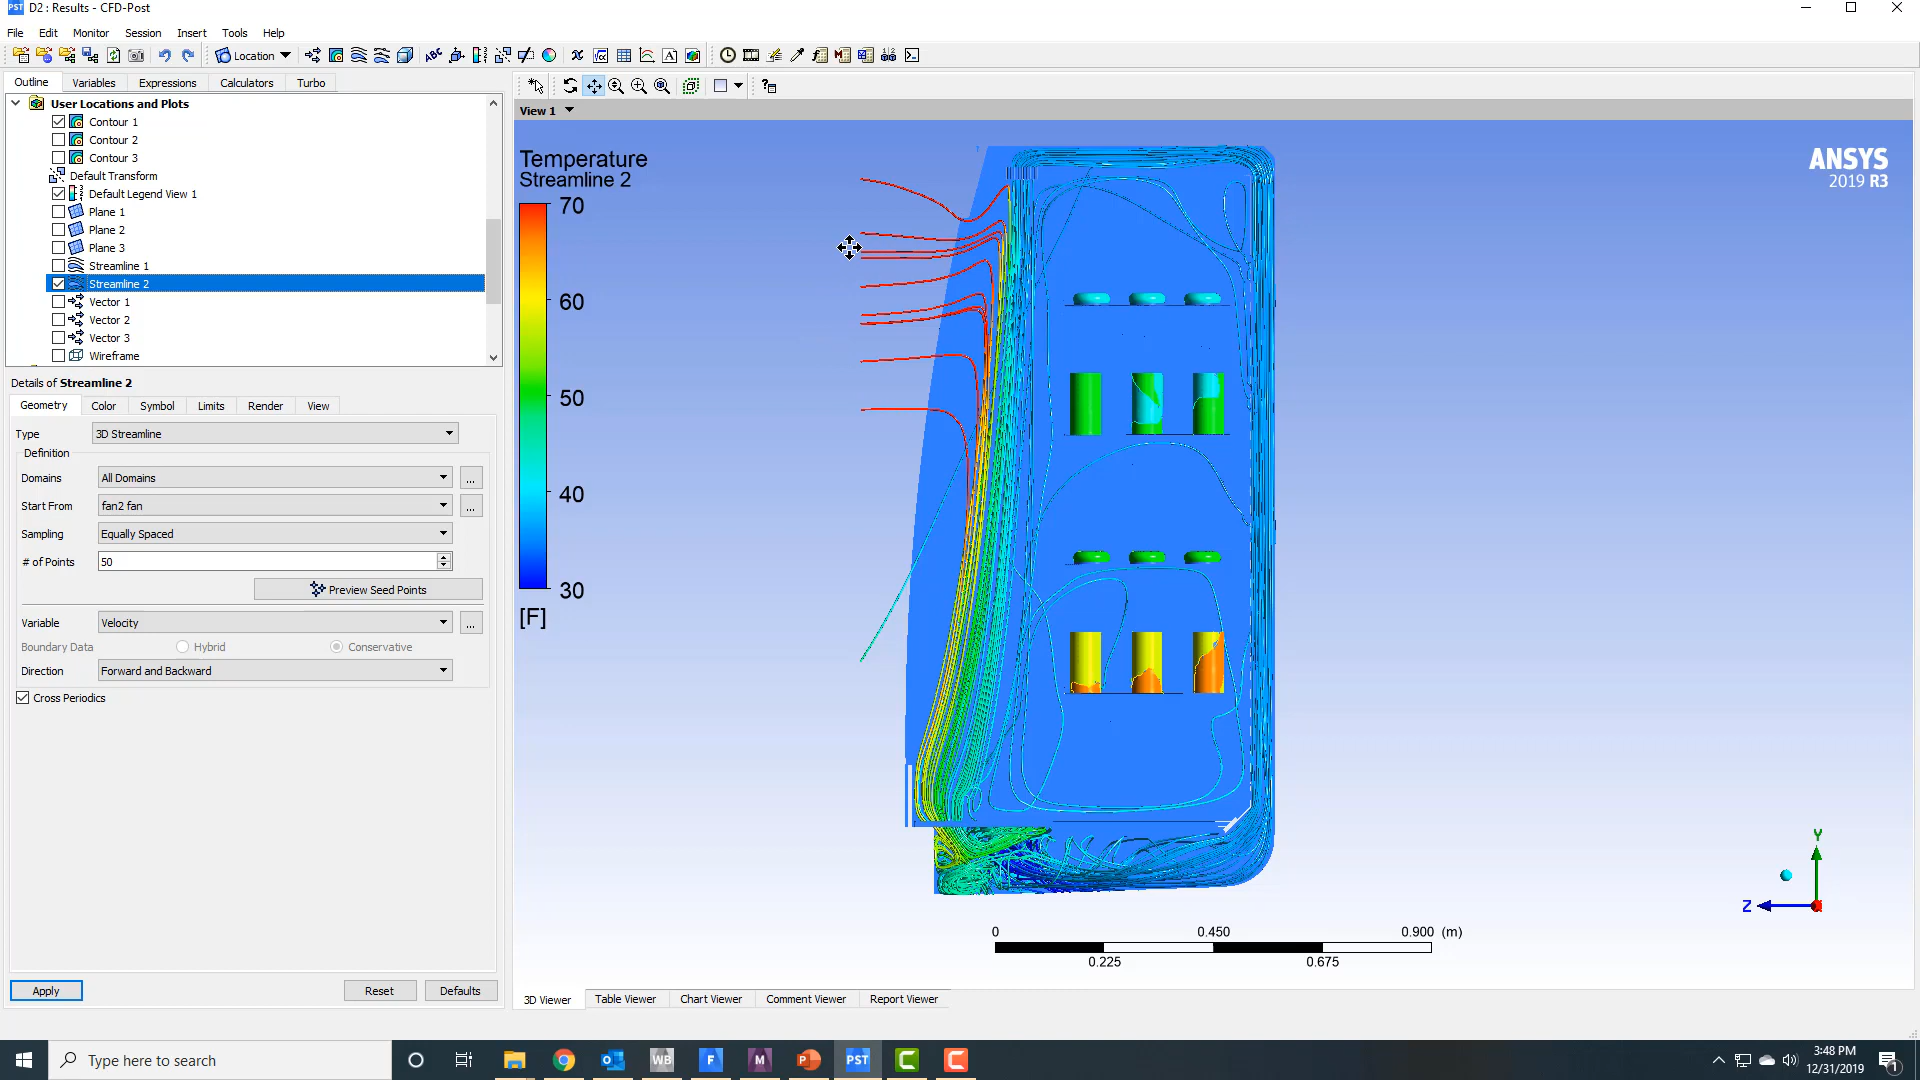 D2 : Results - CFD-Post
File Edit Monitor Session Insert Tools Help
Location
Outline Variables Expressions Calculators Turbo
User Locations and Plots
Contour 1
Contour 2
Contour 3
Default Transform
Default Legend View 1
Plane 1
Plane 2
Plane 3
Streamline 1
Streamline 2
Vector 1
Vector 2
Vector 3
Wireframe
Details of Streamline 2
Geometry Color Symbol Limits Render View
Type 3D Streamline
Definition
Domains All Domains ...
Start From fan2 fan ...
Sampling Equally Spaced
# of Points 50
Preview Seed Points
Variable Velocity ...
Boundary Data Hybrid Conservative
Direction Forward and Backward
Cross Periodics
Apply Reset Defaults
View 1
Temperature
Streamline 2
70
60
50
40
30
[F]
ANSYS
2019 R3
Y
Z
0 0.450 0.900 (m)
0.225 0.675
3D Viewer Table Viewer Chart Viewer Comment Viewer Report Viewer
Type here to search
WB F M P PST C C
3:48 PM
12/31/2019
1